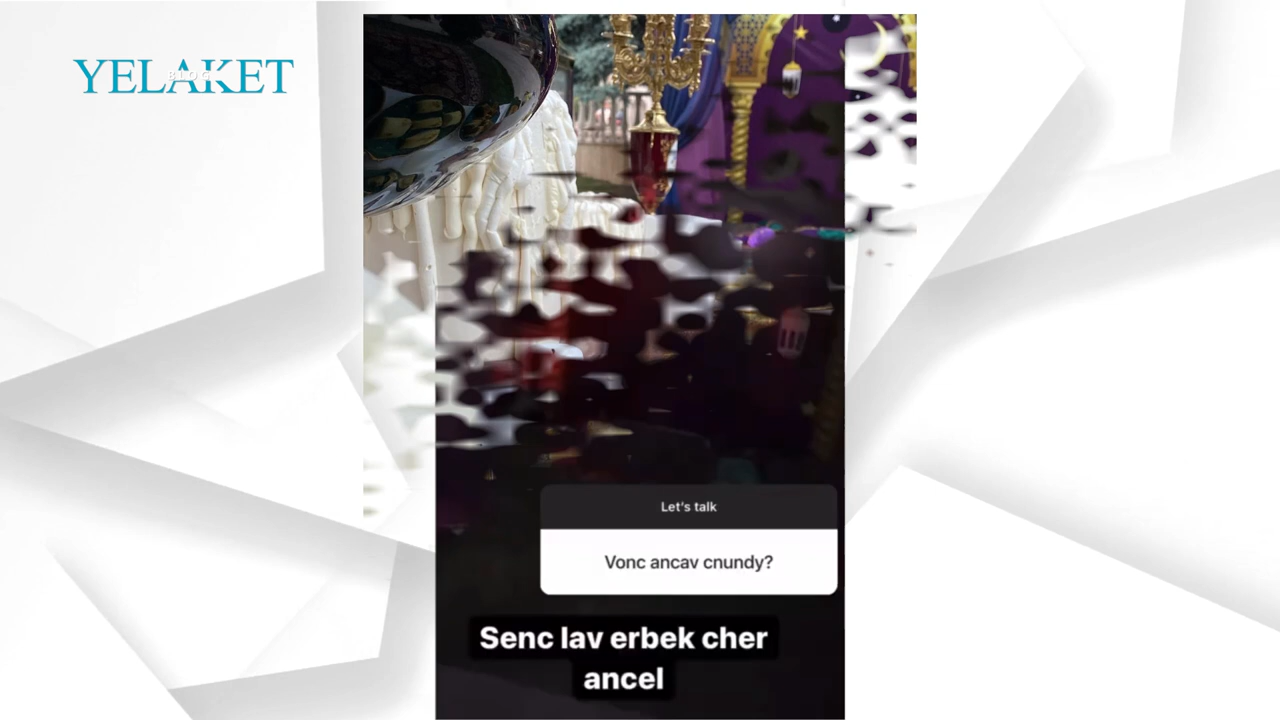 YELAKET
BLOG
Let's talk
Vonc ancav cnundy?
Senc lav erbek cher
ancel